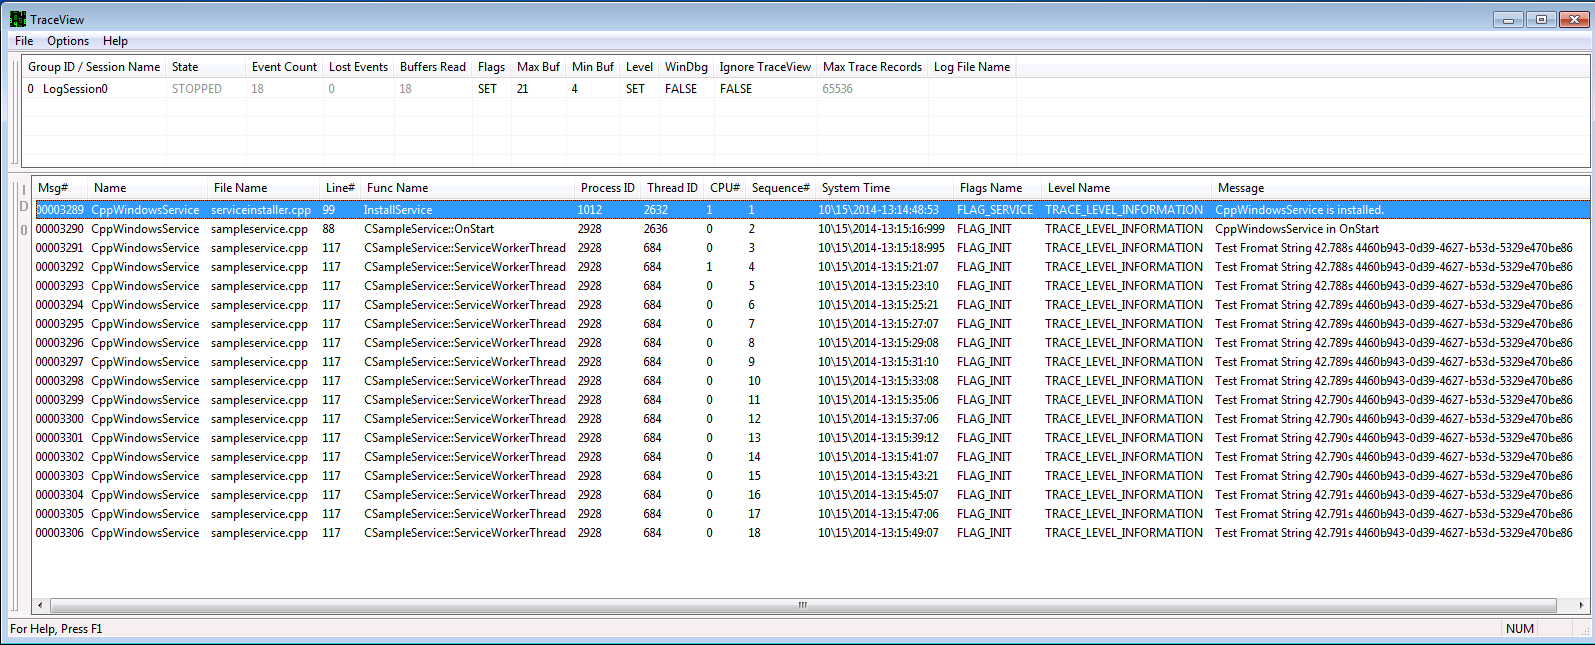 TraceView
File Options Help
Group ID / Session Name State Event Count Lost Events Buffers Read Flags Max Buf Min Buf Level WinDbg Ignore TraceView Max Trace Records Log File Name
0 LogSession0 STOPPED 18 0 18 SET 21 4 SET FALSE FALSE 65536
I
D
0
Msg# Name File Name Line# Func Name Process ID Thread ID CPU# Sequence# System Time Flags Name Level Name Message
00003289 CppWindowsService serviceinstaller.cpp 99 InstallService 1012 2632 1 1 10\15\2014-13:14:48:53 FLAG_SERVICE TRACE_LEVEL_INFORMATION CppWindowsService is installed.
00003290 CppWindowsService sampleservice.cpp 88 CSampleService::OnStart 2928 2636 0 2 10\15\2014-13:15:16:999 FLAG_INIT TRACE_LEVEL_INFORMATION CppWindowsService in OnStart
00003291 CppWindowsService sampleservice.cpp 117 CSampleService::ServiceWorkerThread 2928 684 0 3 10\15\2014-13:15:18:995 FLAG_INIT TRACE_LEVEL_INFORMATION Test Fromat String 42.788s 4460b943-0d39-4627-b53d-5329e470be86
00003292 CppWindowsService sampleservice.cpp 117 CSampleService::ServiceWorkerThread 2928 684 1 4 10\15\2014-13:15:21:07 FLAG_INIT TRACE_LEVEL_INFORMATION Test Fromat String 42.788s 4460b943-0d39-4627-b53d-5329e470be86
00003293 CppWindowsService sampleservice.cpp 117 CSampleService::ServiceWorkerThread 2928 684 0 5 10\15\2014-13:15:23:10 FLAG_INIT TRACE_LEVEL_INFORMATION Test Fromat String 42.788s 4460b943-0d39-4627-b53d-5329e470be86
00003294 CppWindowsService sampleservice.cpp 117 CSampleService::ServiceWorkerThread 2928 684 0 6 10\15\2014-13:15:25:21 FLAG_INIT TRACE_LEVEL_INFORMATION Test Fromat String 42.789s 4460b943-0d39-4627-b53d-5329e470be86
00003295 CppWindowsService sampleservice.cpp 117 CSampleService::ServiceWorkerThread 2928 684 0 7 10\15\2014-13:15:27:07 FLAG_INIT TRACE_LEVEL_INFORMATION Test Fromat String 42.789s 4460b943-0d39-4627-b53d-5329e470be86
00003296 CppWindowsService sampleservice.cpp 117 CSampleService::ServiceWorkerThread 2928 684 0 8 10\15\2014-13:15:29:08 FLAG_INIT TRACE_LEVEL_INFORMATION Test Fromat String 42.789s 4460b943-0d39-4627-b53d-5329e470be86
00003297 CppWindowsService sampleservice.cpp 117 CSampleService::ServiceWorkerThread 2928 684 0 9 10\15\2014-13:15:31:10 FLAG_INIT TRACE_LEVEL_INFORMATION Test Fromat String 42.789s 4460b943-0d39-4627-b53d-5329e470be86
00003298 CppWindowsService sampleservice.cpp 117 CSampleService::ServiceWorkerThread 2928 684 0 10 10\15\2014-13:15:33:08 FLAG_INIT TRACE_LEVEL_INFORMATION Test Fromat String 42.789s 4460b943-0d39-4627-b53d-5329e470be86
00003299 CppWindowsService sampleservice.cpp 117 CSampleService::ServiceWorkerThread 2928 684 0 11 10\15\2014-13:15:35:06 FLAG_INIT TRACE_LEVEL_INFORMATION Test Fromat String 42.790s 4460b943-0d39-4627-b53d-5329e470be86
00003300 CppWindowsService sampleservice.cpp 117 CSampleService::ServiceWorkerThread 2928 684 0 12 10\15\2014-13:15:37:06 FLAG_INIT TRACE_LEVEL_INFORMATION Test Fromat String 42.790s 4460b943-0d39-4627-b53d-5329e470be86
00003301 CppWindowsService sampleservice.cpp 117 CSampleService::ServiceWorkerThread 2928 684 0 13 10\15\2014-13:15:39:12 FLAG_INIT TRACE_LEVEL_INFORMATION Test Fromat String 42.790s 4460b943-0d39-4627-b53d-5329e470be86
00003302 CppWindowsService sampleservice.cpp 117 CSampleService::ServiceWorkerThread 2928 684 0 14 10\15\2014-13:15:41:07 FLAG_INIT TRACE_LEVEL_INFORMATION Test Fromat String 42.790s 4460b943-0d39-4627-b53d-5329e470be86
00003303 CppWindowsService sampleservice.cpp 117 CSampleService::ServiceWorkerThread 2928 684 0 15 10\15\2014-13:15:43:21 FLAG_INIT TRACE_LEVEL_INFORMATION Test Fromat String 42.791s 4460b943-0d39-4627-b53d-5329e470be86
00003304 CppWindowsService sampleservice.cpp 117 CSampleService::ServiceWorkerThread 2928 684 0 16 10\15\2014-13:15:45:07 FLAG_INIT TRACE_LEVEL_INFORMATION Test Fromat String 42.791s 4460b943-0d39-4627-b53d-5329e470be86
00003305 CppWindowsService sampleservice.cpp 117 CSampleService::ServiceWorkerThread 2928 684 0 17 10\15\2014-13:15:47:06 FLAG_INIT TRACE_LEVEL_INFORMATION Test Fromat String 42.791s 4460b943-0d39-4627-b53d-5329e470be86
00003306 CppWindowsService sampleservice.cpp 117 CSampleService::ServiceWorkerThread 2928 684 0 18 10\15\2014-13:15:49:07 FLAG_INIT TRACE_LEVEL_INFORMATION Test Fromat String 42.791s 4460b943-0d39-4627-b53d-5329e470be86
For Help, Press F1 NUM